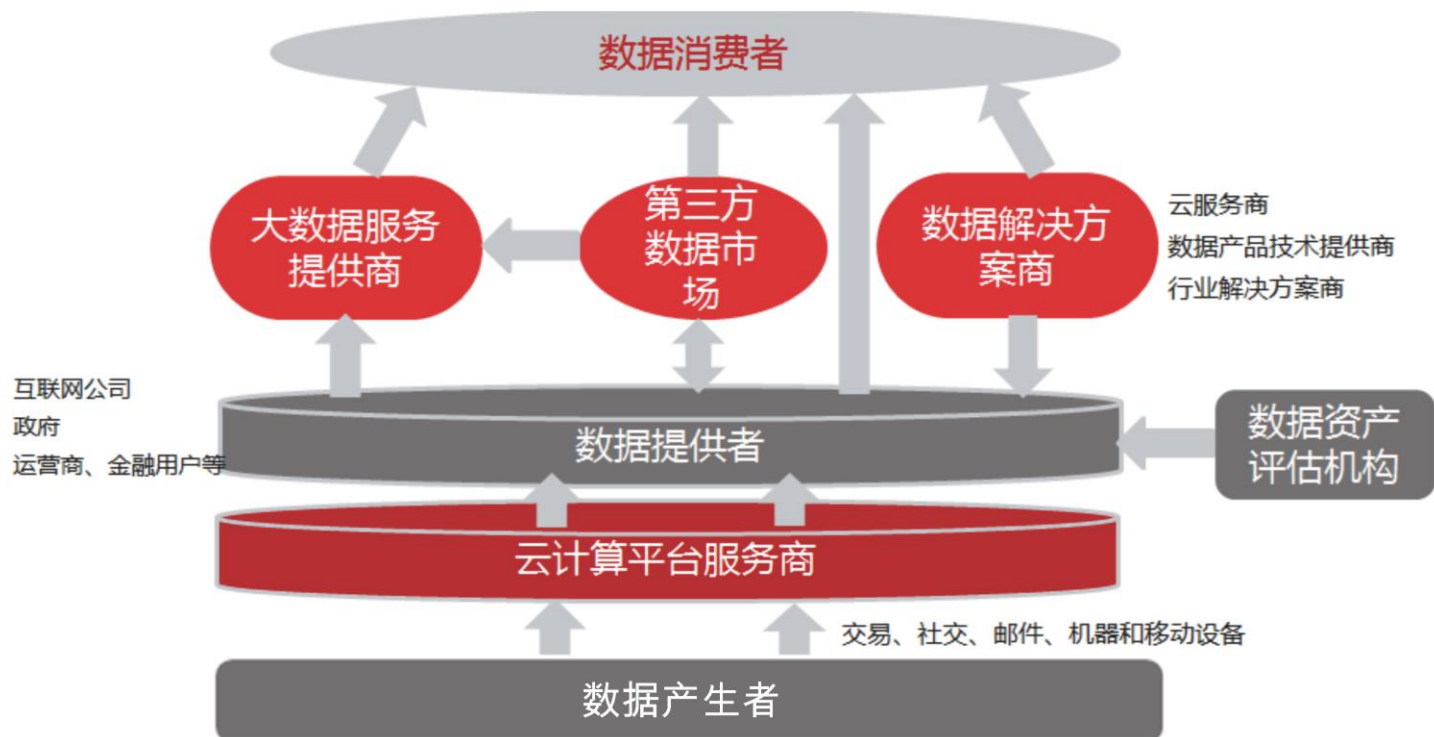 数据消费者
大数据服务
提供商
第三方
数据市
场
数据解决方
案商
云服务商
数据产品技术提供商
行业解决方案商
互联网公司
政府
运营商、金融用户等
数据提供者
数据资产
评估机构
云计算平台服务商
交易、社交、邮件、机器和移动设备
数据产生者